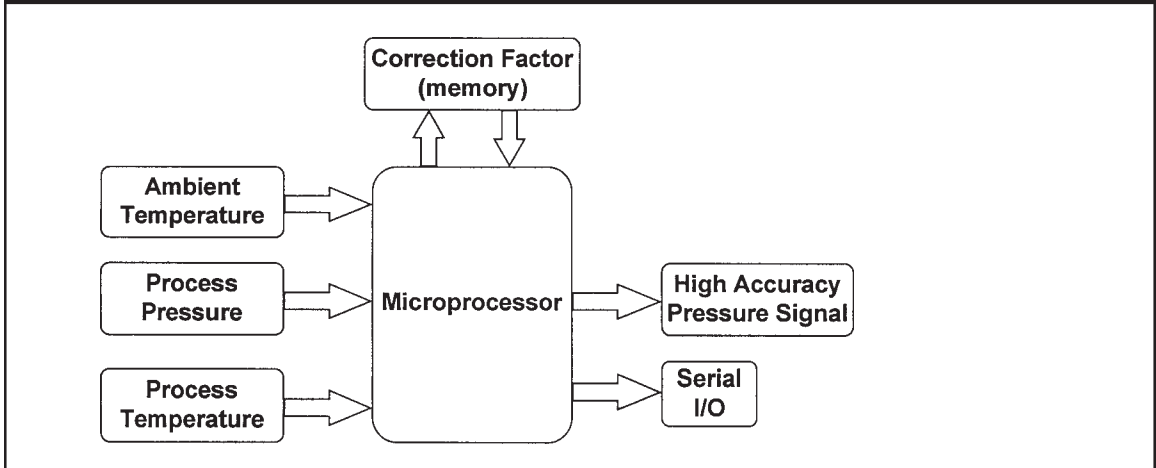 Correction Factor
(memory)
Ambient
Temperature
Process
Pressure
Microprocessor
High Accuracy
Pressure Signal
Process
Temperature
Serial
I/O